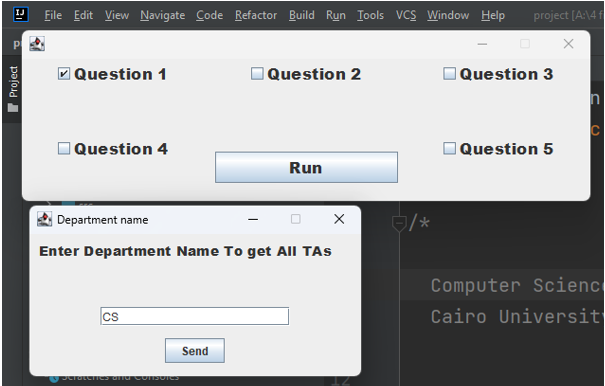 IJ File Edit View Navigate Code Refactor Build Run Tools VCS Window Help project [A:\4 f
Question 1 Question 2 Question 3
Project
Question 4 Run Question 5
Department name
Enter Department Name To get All TAs
/*
CS
Computer Science
Cairo University
Send
Scratches and Consoles
12